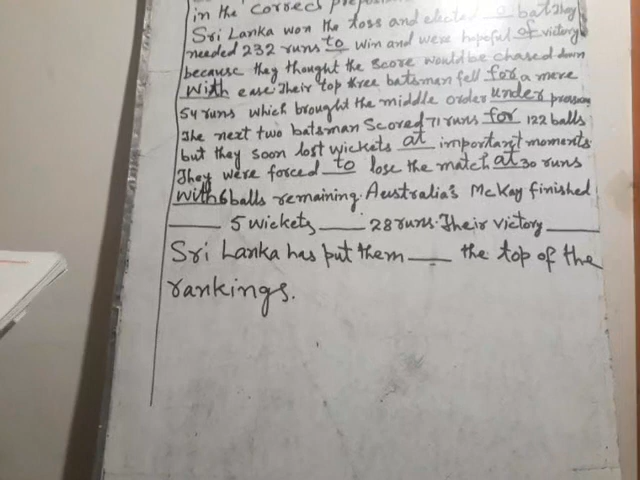 in the correct
Sri Lanka won the toss and elected a bat. They
needed 232 runs to win and were hopeful of victory
because they thought the score would be chased down
with ease. Their top three batsman fell for a mere
54 runs which brought the middle order under
The next two batsman scored 71 runs for 122 balls
but they soon lost wickets at important moments
They were forced to lose the match at 30 runs
with 6 balls remaining. Australia's McKay finished
____ 5 wickets ____ 28 runs. Their victory ____
Sri Lanka has put them ____ the top of the
rankings.